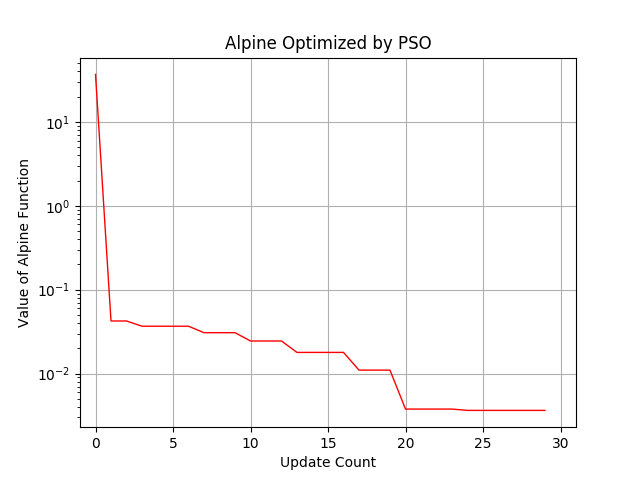 Alpine Optimized by PSO
Value of Alpine Function
10¹
10⁰
10⁻¹
10⁻²
0 5 10 15 20 25 30
Update Count